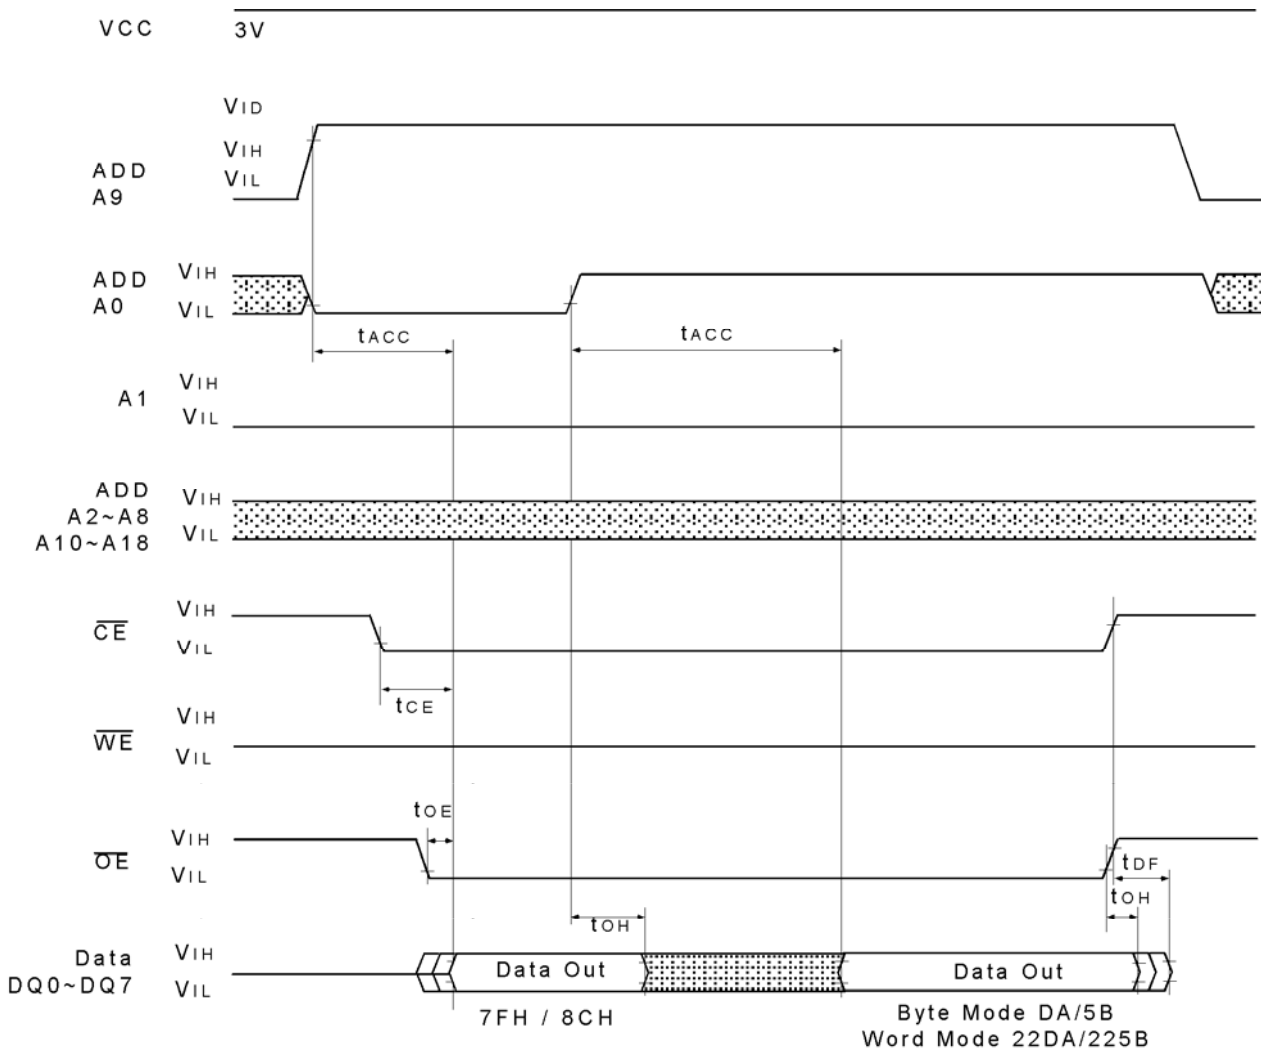 VCC 3V
VID
VIH
ADD
VIL
A9
ADD VIH
A0 VIL
tACC tACC
VIH
A1
VIL
ADD
VIH
A2~A8
VIL
A10~A18
VIH
CE
VIL
tCE
VIH
WE
VIL
tOE
VIH
OE
VIL
tDF
tOH
tOH
Data VIH
Data Out Data Out
DQ0~DQ7 VIL
7FH / 8CH
Byte Mode DA/5B
Word Mode 22DA/225B